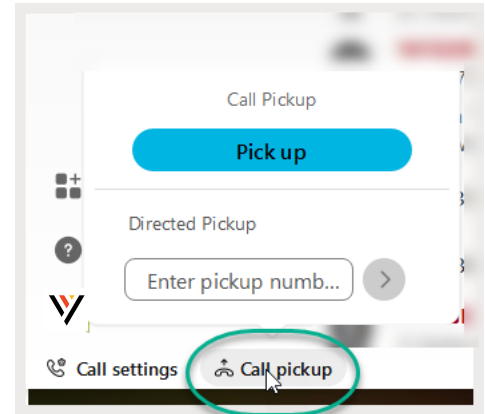 Call Pickup
Pick up
Directed Pickup
Enter pickup numb...
Call settings
Call pickup